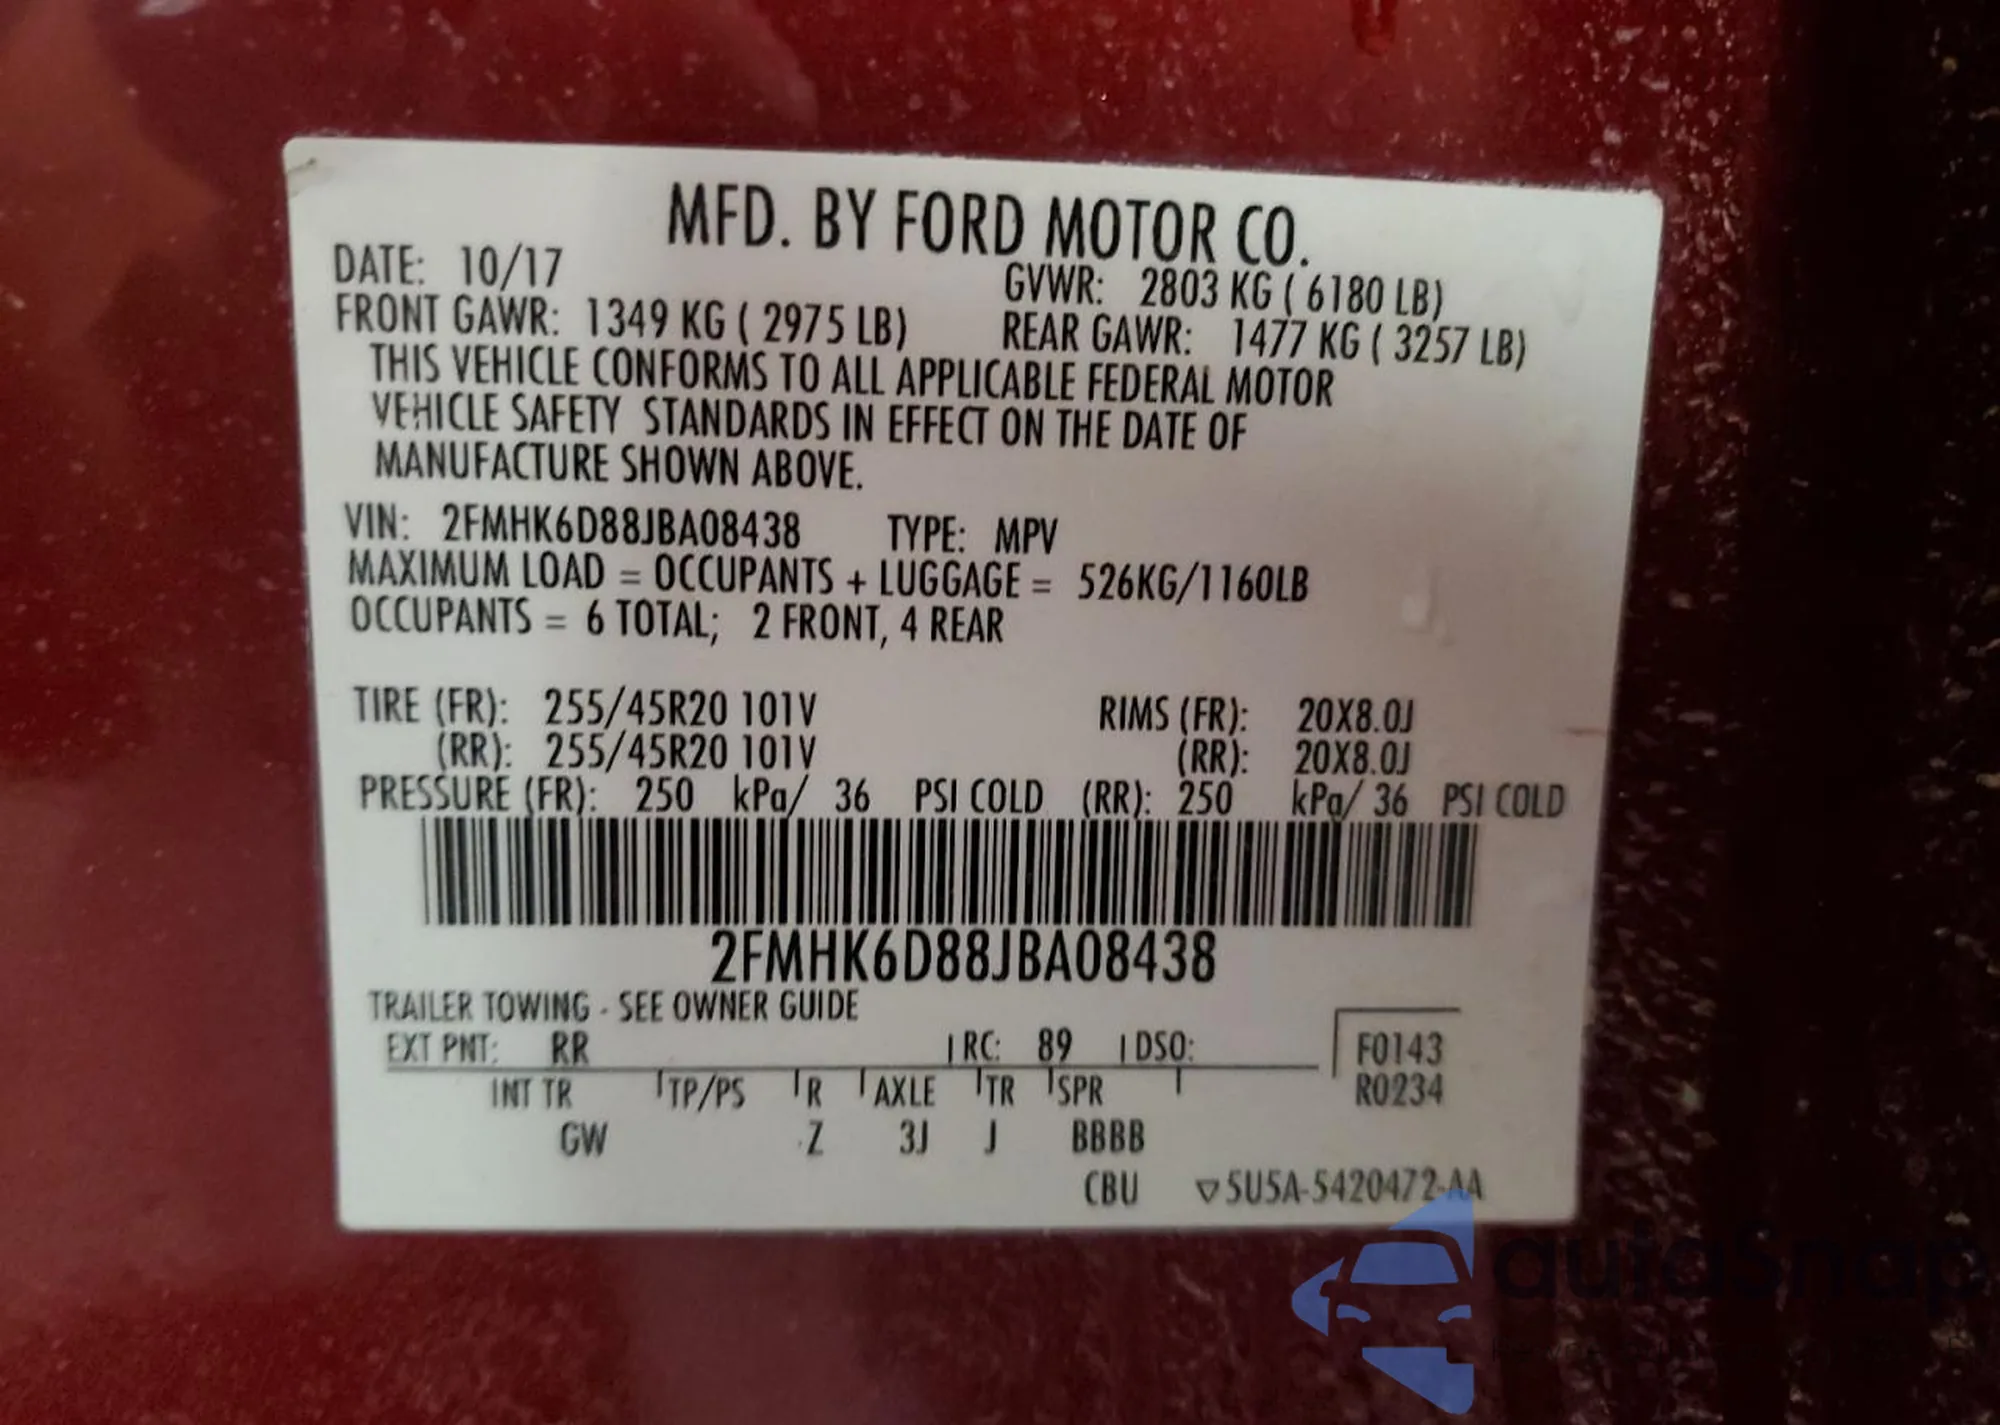 MFD. BY FORD MOTOR CO.
DATE: 10/17 GVWR: 2803 KG ( 6180 LB)
FRONT GAWR: 1349 KG ( 2975 LB) REAR GAWR: 1477 KG ( 3257 LB)
THIS VEHICLE CONFORMS TO ALL APPLICABLE FEDERAL MOTOR
VEHICLE SAFETY STANDARDS IN EFFECT ON THE DATE OF
MANUFACTURE SHOWN ABOVE.
VIN: 2FMHK6D88JBA08438 TYPE: MPV
MAXIMUM LOAD = OCCUPANTS + LUGGAGE = 526KG/1160LB
OCCUPANTS = 6 TOTAL; 2 FRONT, 4 REAR
TIRE (FR): 255/45R20 101V RIMS (FR): 20X8.0J
(RR): 255/45R20 101V (RR): 20X8.0J
PRESSURE (FR): 250 kPa/ 36 PSI COLD (RR): 250 kPa/ 36 PSI COLD
2FMHK6D88JBA08438
TRAILER TOWING - SEE OWNER GUIDE
EXT PNT: RR RC: 89 DSO: F0143
INT TR TP/PS R AXLE TR SPR R0234
GW Z 3J J BBBB
CBU ▽5U5A-5420472-AA